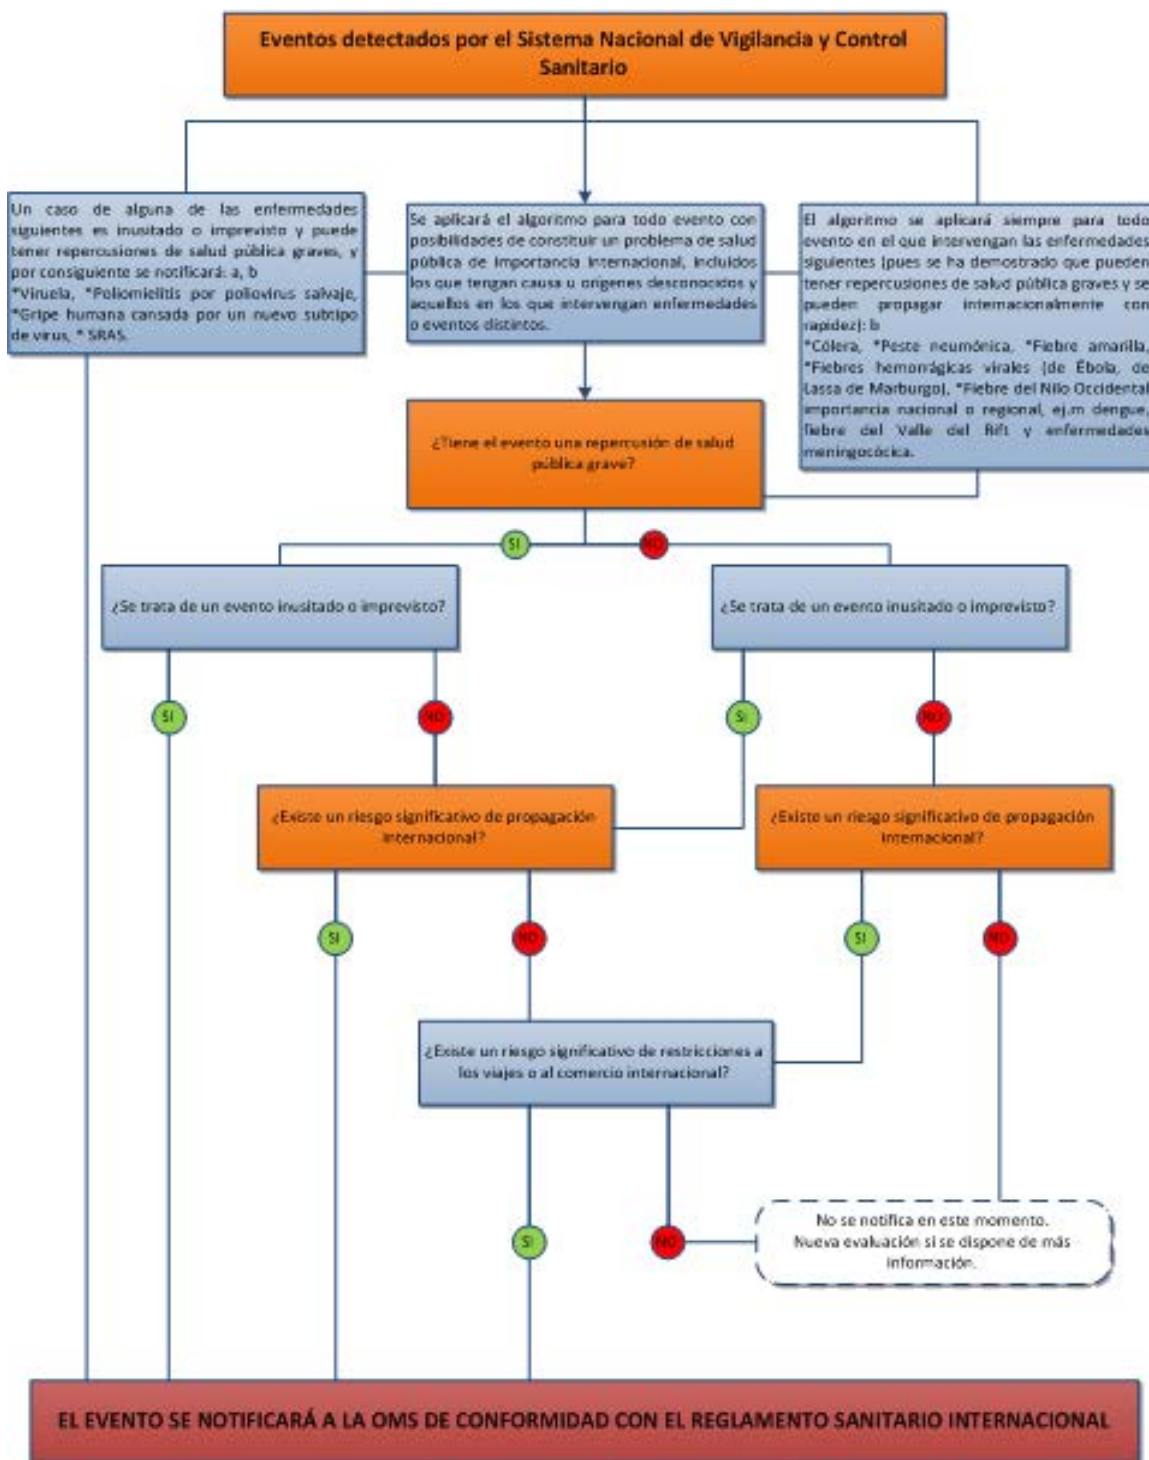 Eventos detectados por el Sistema Nacional de Vigilancia y Control
Sanitario
Un caso de alguna de las enfermedades
siguientes es inusitado o imprevisto y puede
tener repercusiones de salud pública graves, y
por consiguiente se notificará: a, b
*Viruela, *Poliomielitis por poliovirus salvaje,
*Gripe humana cansada por un nuevo subtipo
de virus, * SRAS.
Se aplicará el algoritmo para todo evento con
posibilidades de constituir un problema de salud
pública de importancia internacional, incluidos
los que tengan causa u orígenes desconocidos y
aquellos en los que intervengan enfermedades
o eventos distintos.
El algoritmo se aplicará siempre para todo
evento en el que intervengan las enfermedades
siguientes (pues se ha demostrado que pueden
tener repercusiones de salud pública graves y se
pueden propagar internacionalmente con
rapidez): b
*Cólera, *Peste neumónica, *Fiebre amarilla,
*Fiebres hemorrágicas virales (de Ébola, de
Lassa de Marburgo), *Fiebre del Nilo Occidental
importancia nacional o regional, ej.m dengue,
fiebre del Valle del Rift y enfermedades
meningocócica.
¿Tiene el evento una repercusión de salud
pública grave?
SI
NO
¿Se trata de un evento inusitado o imprevisto?
¿Se trata de un evento inusitado o imprevisto?
SI
NO
SI
NO
¿Existe un riesgo significativo de propagación
internacional?
¿Existe un riesgo significativo de propagación
internacional?
SI
NO
SI
NO
¿Existe un riesgo significativo de restricciones a
los viajes o al comercio internacional?
SI
NO
No se notifica en este momento.
Nueva evaluación si se dispone de más
información.
EL EVENTO SE NOTIFICARÁ A LA OMS DE CONFORMIDAD CON EL REGLAMENTO SANITARIO INTERNACIONAL